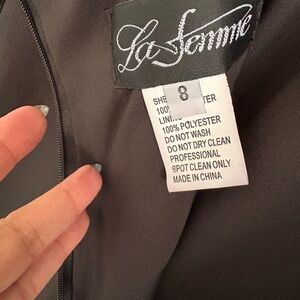 La Femme
8
100%
100% POLYESTER
DO NOT WASH
DO NOT DRY CLEAN
PROFESSIONAL
SPOT CLEAN ONLY
MADE IN CHINA